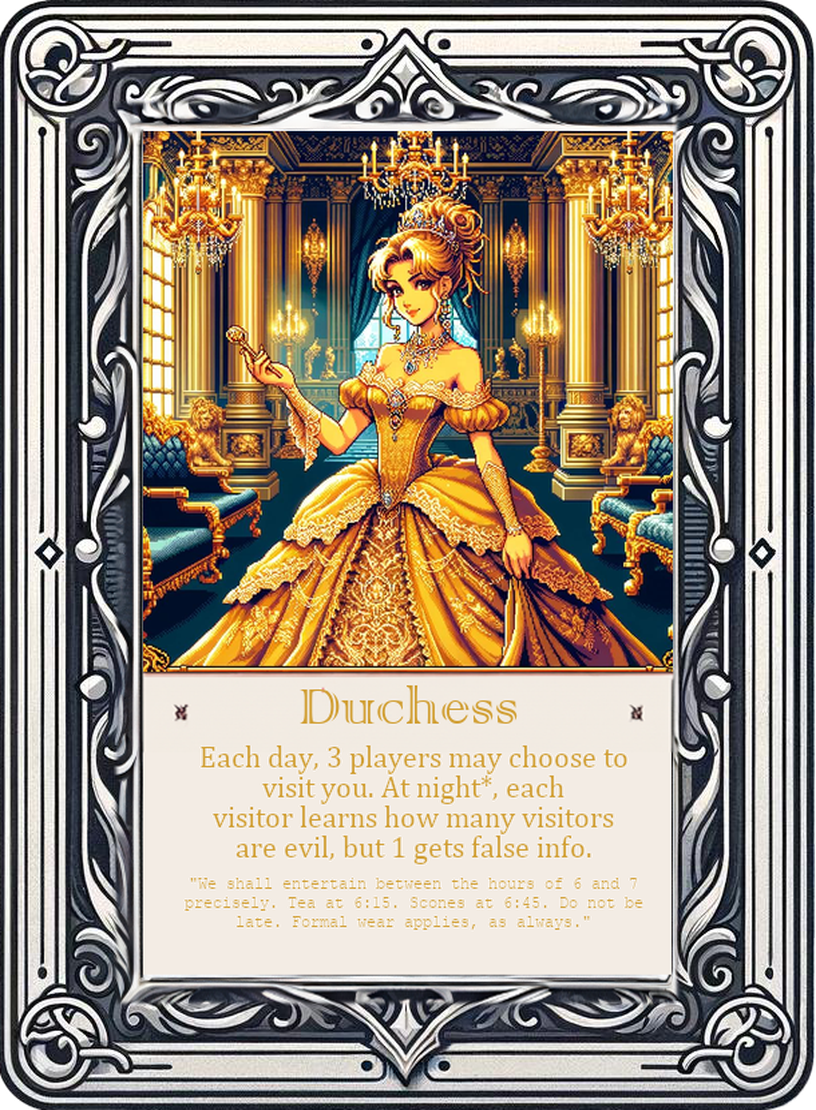 Duchess
Each day, 3 players may choose to
visit you. At night*, each
visitor learns how many visitors
are evil, but 1 gets false info.
"We shall entertain between the hours of 6 and 7
precisely. Tea at 6:15. Scones at 6:45. Do not be
late. Formal wear applies, as always."